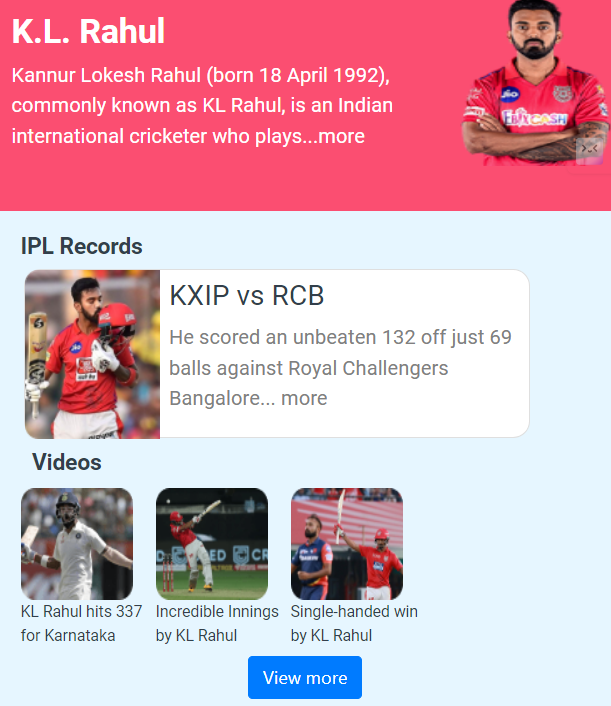 K.L. Rahul
Kannur Lokesh Rahul (born 18 April 1992),
commonly known as KL Rahul, is an Indian
international cricketer who plays...more
Jio
IPL Records
KXIP vs RCB
He scored an unbeaten 132 off just 69
balls against Royal Challengers
Bangalore... more
Videos
KL Rahul hits 337
for Karnataka
Incredible Innings
by KL Rahul
Single-handed win
by KL Rahul
View more